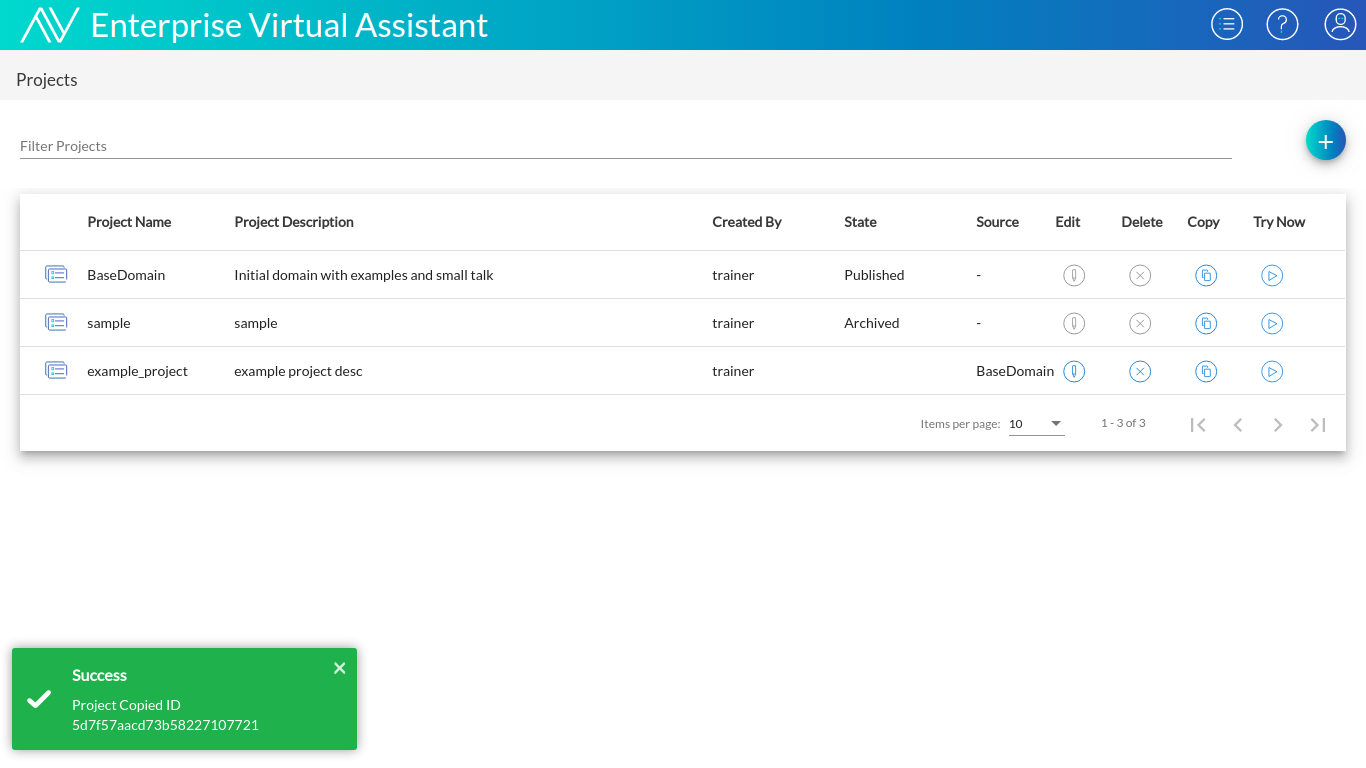 Enterprise Virtual Assistant
Projects
Filter Projects
Project Name Project Description Created By State Source Edit Delete Copy Try Now
BaseDomain Initial domain with examples and small talk trainer Published -
sample sample trainer Archived -
example_project example project desc trainer BaseDomain
Items per page: 10 1 - 3 of 3
Success
Project Copied ID
5d7f57aacd73b58227107721